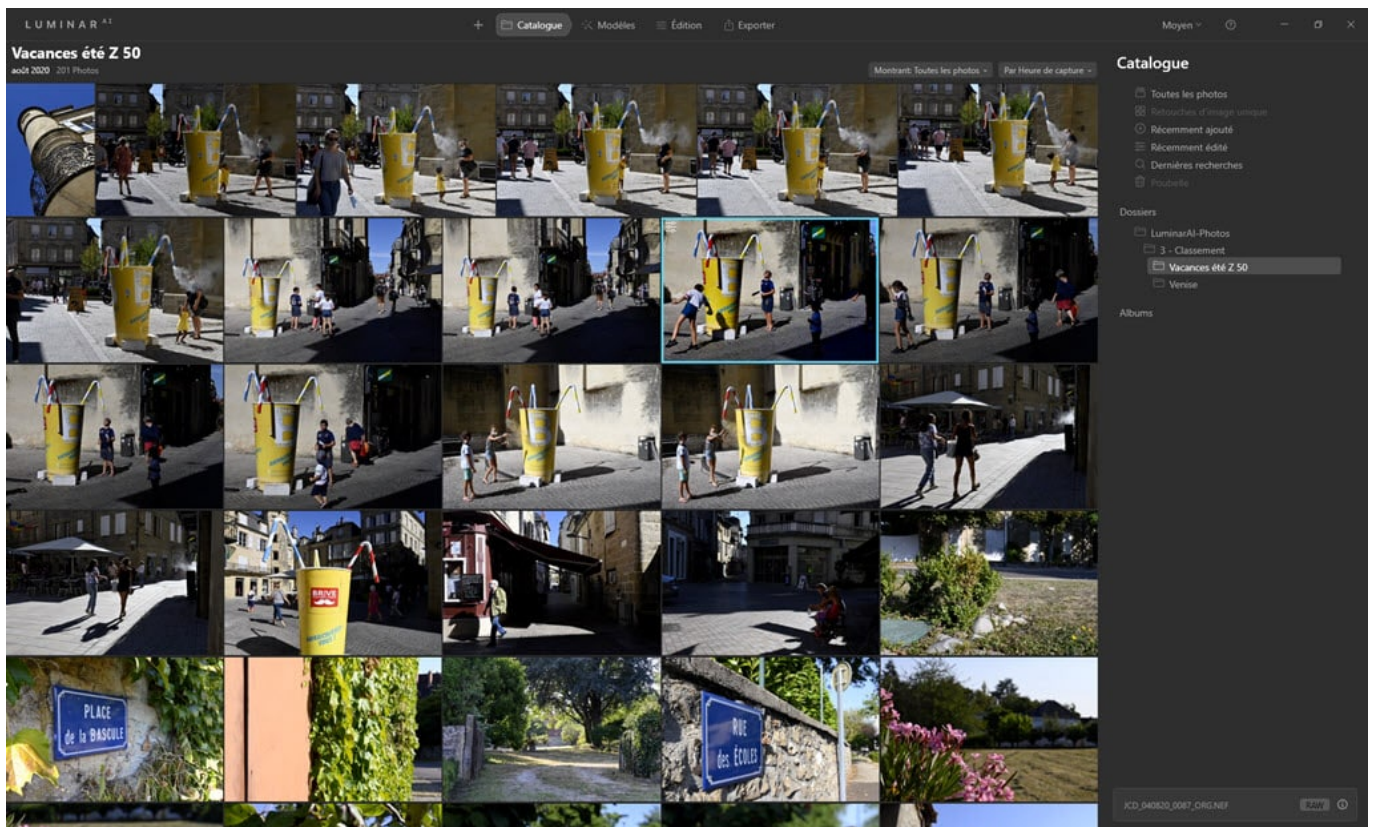 LUMINAR AI
+ Catalogue Modèles Édition Exporter
Moyen
Vacances été Z 50
août 2020 201 Photos
Montrant: Toutes les photos
Par Heure de capture
Catalogue
Toutes les photos
Retouches d'image unique
Récemment ajouté
Récemment édité
Dernières recherches
Poubelle
Dossiers
LuminarAI-Photos
3 - Classement
Vacances été Z 50
Venise
Albums
BRIVE
PLACE
de la BASCULE
RUE
des ÉCOLES
JCD_040820_0087_ORG.NEF
RAW